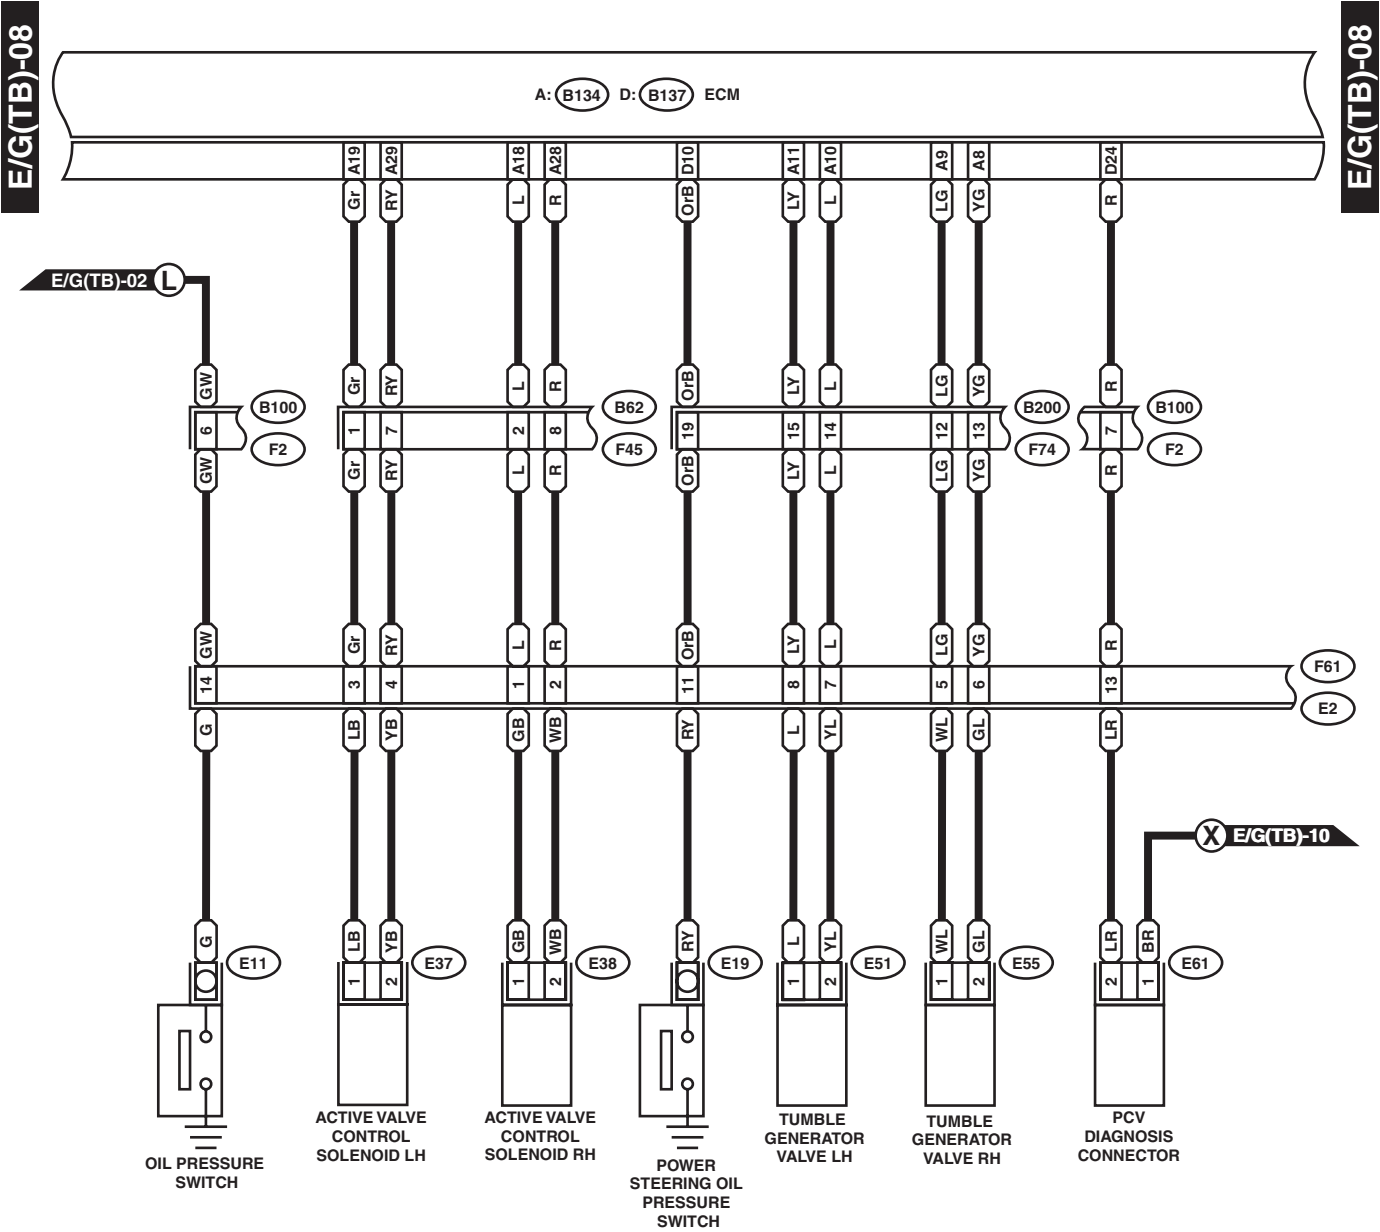 E/G(TB)-08
E/G(TB)-08
A: B134 D: B137 ECM
A19 A29 A18 A28 D10 A11 A10 A9 A8 D24
Gr RY L R OrB LY L LG YG R
E/G(TB)-02 L
GW Gr RY L R OrB LY L LG YG R
B100 B62 B200 B100
6 1 7 2 8 19 15 14 12 13 7
F2 F45 F74 F2
GW Gr RY L R OrB LY L LG YG R
GW Gr RY L R OrB LY L LG YG R
F61
14 3 4 1 2 11 8 7 5 6 13
E2
G LB YB GB WB RY L YL WL GL LR
X E/G(TB)-10
G LB YB GB WB RY L YL WL GL LR BR
E11 E37 E38 E19 E51 E55 E61
1 2 1 2 1 2 1 2 2 1
OIL PRESSURE
SWITCH
ACTIVE VALVE
CONTROL
SOLENOID LH
ACTIVE VALVE
CONTROL
SOLENOID RH
POWER
STEERING OIL
PRESSURE
SWITCH
TUMBLE
GENERATOR
VALVE LH
TUMBLE
GENERATOR
VALVE RH
PCV
DIAGNOSIS
CONNECTOR